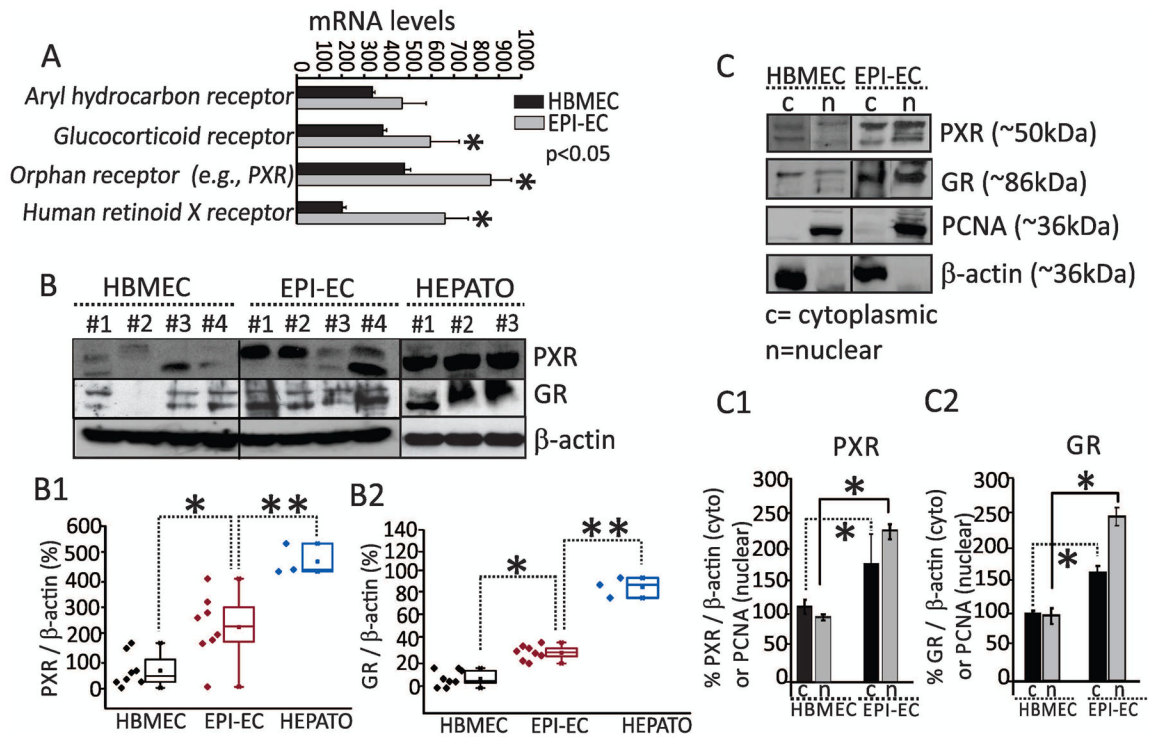 A
mRNA levels
0 100 200 300 400 500 600 700 800 900 1000
Aryl hydrocarbon receptor
Glucocorticoid receptor *
Orphan receptor (e.g., PXR) *
Human retinoid X receptor *
HBMEC
EPI-EC
p<0.05
B
HBMEC EPI-EC HEPATO
#1 #2 #3 #4 #1 #2 #3 #4 #1 #2 #3
PXR
GR
β-actin
B1
* **
PXR / β-actin (%)
600
500
400
300
200
100
0
HBMEC EPI-EC HEPATO
B2
* **
GR / β-actin (%)
140
120
100
80
60
40
20
0
HBMEC EPI-EC HEPATO
C
HBMEC EPI-EC
c n c n
PXR (~50kDa)
GR (~86kDa)
PCNA (~36kDa)
β-actin (~36kDa)
c= cytoplasmic
n=nuclear
C1
PXR
% PXR / β-actin (cyto)
or PCNA (nuclear)
300
250
200
150
100
50
0
*
*
c n c n
HBMEC EPI-EC
C2
GR
% GR / β-actin (cyto)
or PCNA (nuclear)
300
250
200
150
100
50
0
*
*
c n c n
HBMEC EPI-EC